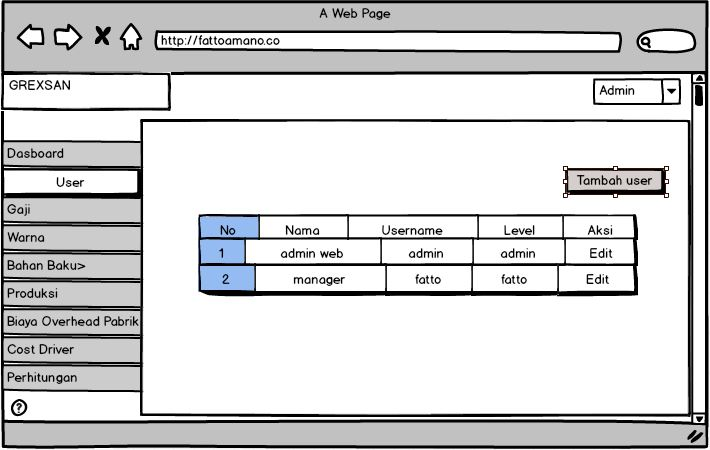 A Web Page
http://fattoamano.co
GREXSAN
Admin
Dasboard
User
Gaji
Warna
Bahan Baku>
Produksi
Biaya Overhead Pabrik
Cost Driver
Perhitungan
?
Tambah user
No Nama Username Level Aksi
1 admin web admin admin Edit
2 manager fatto fatto Edit